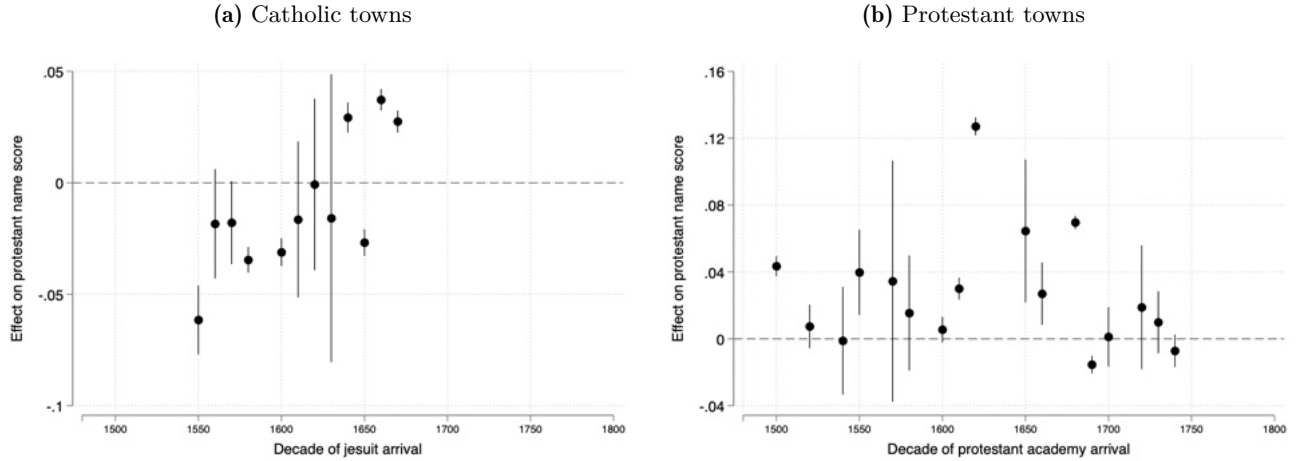 (a) Catholic towns
.05
0
-.05
-.1
Effect on protestant name score
1500 1550 1600 1650 1700 1750 1800
Decade of jesuit arrival
(b) Protestant towns
.16
.12
.08
.04
0
-.04
Effect on protestant name score
1500 1550 1600 1650 1700 1750 1800
Decade of protestant academy arrival